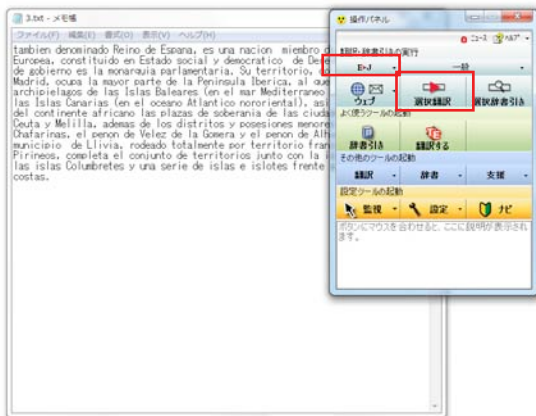 3.txt - メモ帳
ファイル(F) 編集(E) 書式(O) 表示(V) ヘルプ(H)
tambien denominado Reino de Espana, es una nacion miembro d
Europea, constituido en Estado social y democratico de Dere
de gobierno es la monarquia parlamentaria. Su territorio, c
Madrid, ocupa la mayor parte de la Peninsula Iberica, al que
archipielagos de las Islas Baleares (en el mar Mediterraneo
las Islas Canarias (en el oceano Atlantico nororiental), asi
del continente africano las plazas de soberania de las ciuda
Ceuta y Melilla, ademas de los distritos y posesiones menore
Chafarinas, el penon de Velez de la Gomera y el penon de Alh
municipio de Llivia, rodeado totalmente por territorio fran
Pirineos, completa el conjunto de territorios junto con la i
las islas Columbretes y una serie de islas e islotes frente
costas.
操作パネル
ニュース ヘルプ
翻訳・辞書引きの実行
E>J 一般
ウェブ 選択翻訳 選択辞書引き
よく使うツールの起動
辞書引き 翻訳する
その他のツールの起動
翻訳 辞書 支援
設定ツールの起動
監視 設定 ナビ
ボタンにマウスを合わせると、ここに説明が表示され
ます。